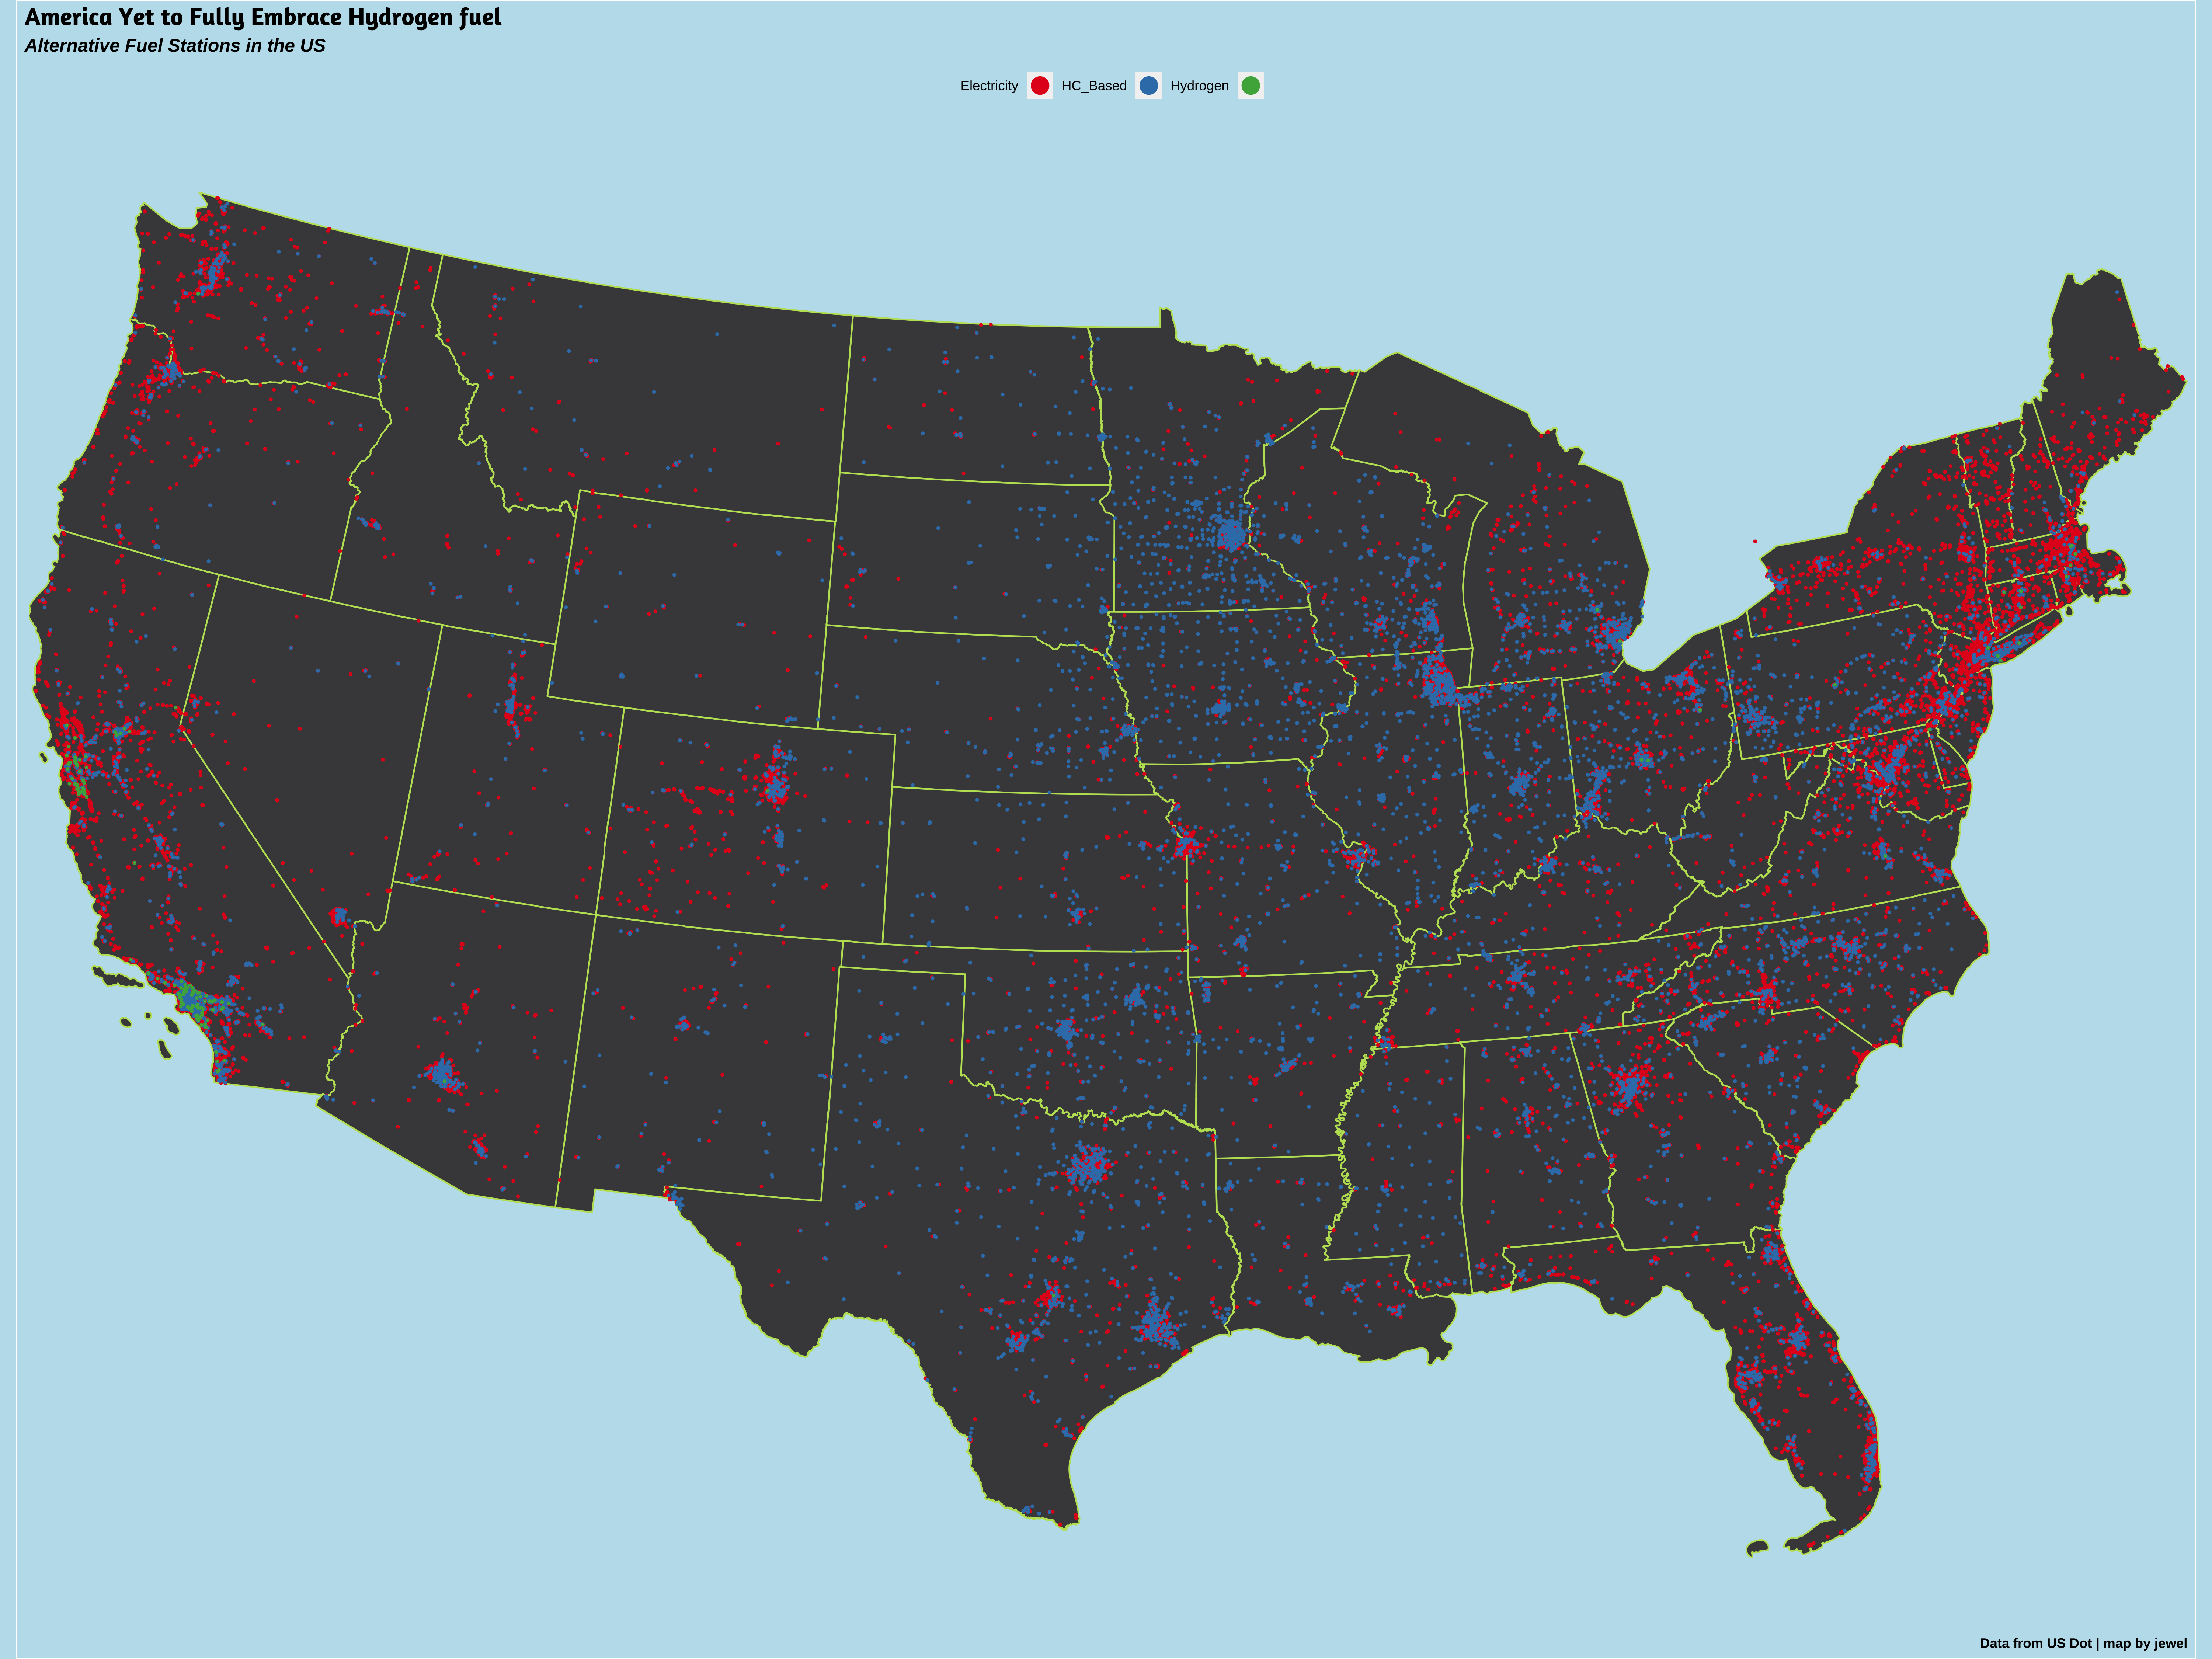 America Yet to Fully Embrace Hydrogen fuel
Alternative Fuel Stations in the US
Electricity HC_Based Hydrogen
Data from US Dot | map by jewel